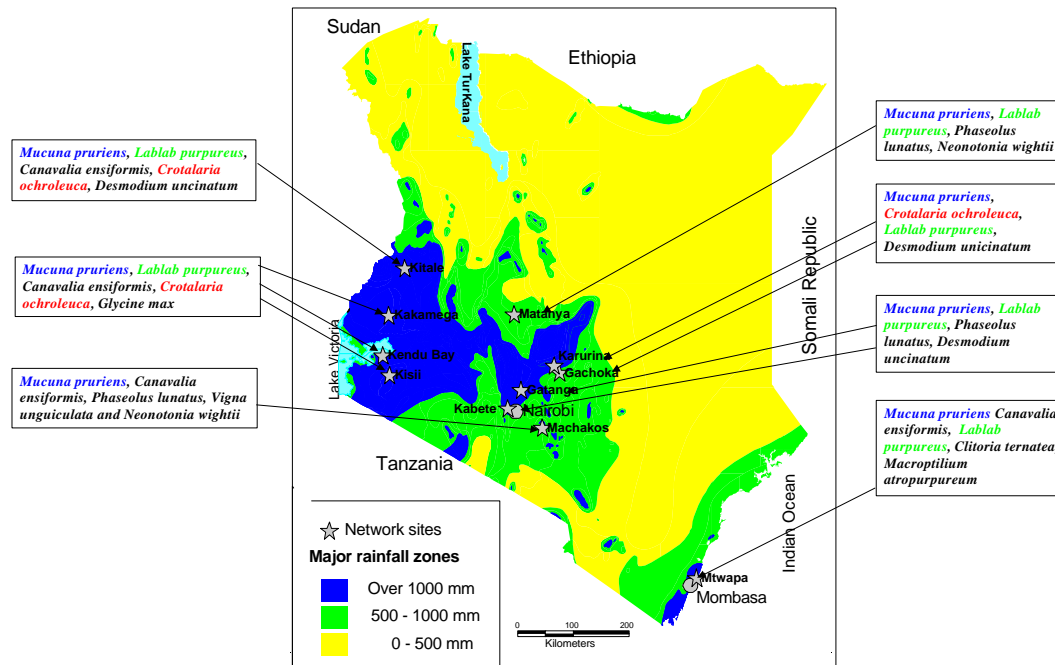 Sudan
Ethiopia
Lake TurKana
Mucuna pruriens, Lablab purpureus,
Canavalia ensiformis, Crotalaria
ochroleuca, Desmodium uncinatum
Mucuna pruriens, Lablab purpureus,
Canavalia ensiformis, Crotalaria
ochroleuca, Glycine max
Mucuna pruriens, Canavalia
ensiformis, Phaseolus lunatus, Vigna
unguiculata and Neonotonia wightii
Mucuna pruriens, Lablab
purpureus, Phaseolus
lunatus, Neonotonia wightii
Mucuna pruriens,
Crotalaria ochroleuca,
Lablab purpureus,
Desmodium unicinatum
Mucuna pruriens, Lablab
purpureus, Phaseolus
lunatus, Desmodium
uncinatum
Mucuna pruriens Canavalia
ensiformis, Lablab
purpureus, Clitoria ternatea
Macroptilium
atropurpureum
Kitale
Kakamega
Matanya
Lake Victoria
Kendu Bay
Kisii
Karurina
Gachoka
Gatanga
Kabete
Nairobi
Machakos
Tanzania
Somali Republic
Indian Ocean
Mtwapa
Mombasa
Network sites
Major rainfall zones
Over 1000 mm
500 - 1000 mm
0 - 500 mm
0 100 200
Kilometers